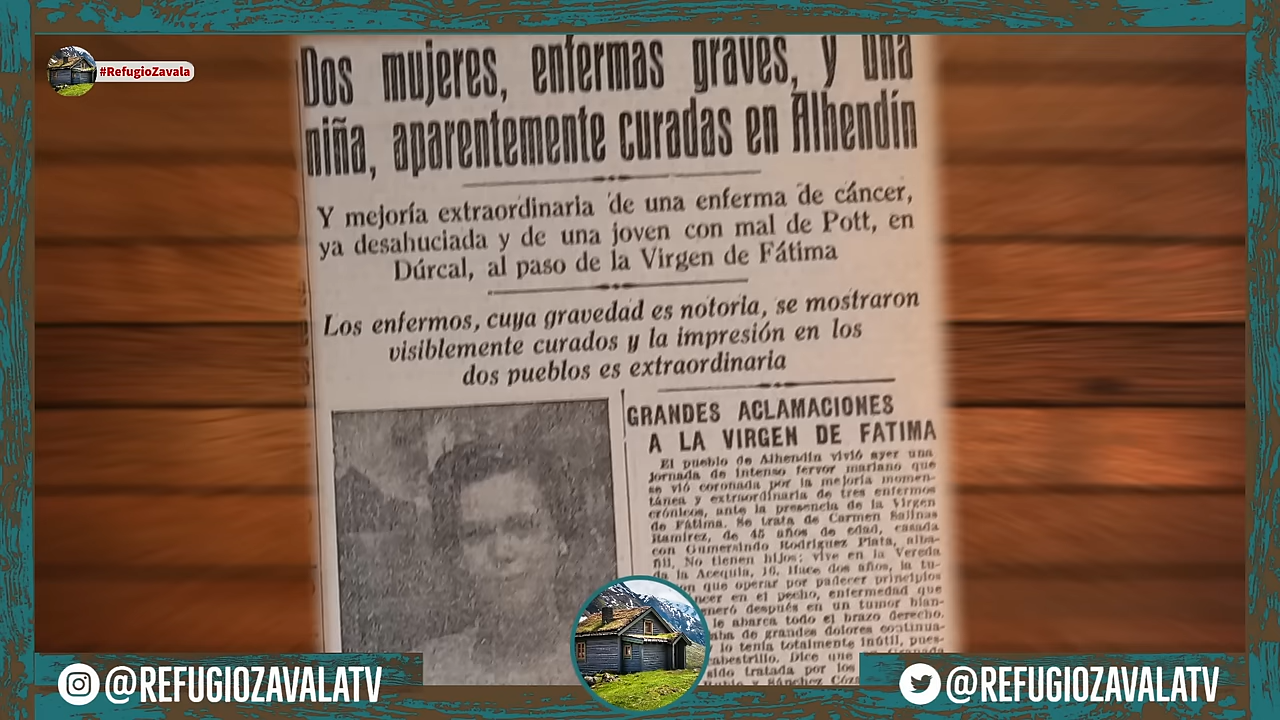 #RefugioZavala
Dos mujeres, enfermas graves, y una
niña, aparentemente curadas en Alhendín
Y mejoría extraordinaria de una enferma de cáncer,
ya desahuciada y de una joven con mal de Pott, en
Dúrcal, al paso de la Virgen de Fátima
Los enfermos, cuya gravedad es notoria, se mostraron
visiblemente curados y la impresión en los
dos pueblos es extraordinaria
GRANDES ACLAMACIONES
A LA VIRGEN DE FATIMA
El pueblo de Alhendín vivió ayer una
jornada de intenso fervor mariano que
se vió coronada por la mejoría momen-
tánea y extraordinaria de tres enfermos
crónicos, ante la presencia de la Virgen
de Fátima. Se trata de Carmen Salinas
Ramírez, de 45 años de edad, casada
con Gumersindo Rodríguez Plata, alba-
ñil. No tienen hijos; vive en la Vereda
de la Acequia, 16. Hace dos años, la tu-
que operar por padecer principios
en el pecho, enfermedad que
después en un tumor blan-
le abarca todo el brazo derecho.
de grandes dolores continua-
lo tenía totalmente inútil, pues-
cabestrillo. Dice que
sido tratada por los
y Sánchez
@REFUGIOZAVALATV
@REFUGIOZAVALATV